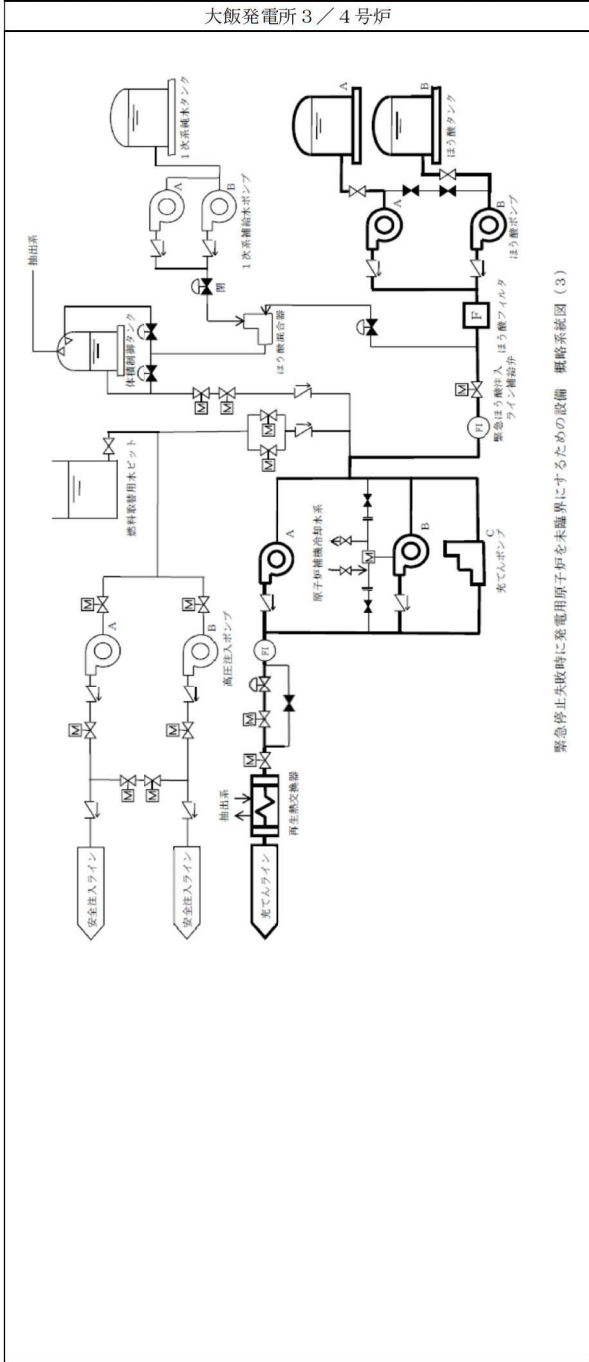 大飯発電所3／4号炉
抽出系
1次系純水タンク
A
B
1次系補給水ポンプ
閉
体積制御タンク
ほう酸混合器
燃料取替用水ピット
M
M
M
M
A
B
ほう酸タンク
A
B
ほう酸ポンプ
F
ほう酸フィルタ
M
緊急ほう酸注入
ライン補給弁
FI
M
M
A
B
高圧注入ポンプ
M
M
M
M
安全注入ライン
安全注入ライン
A
原子炉補機冷却水系
M
B
C
充てんポンプ
FI
M
M
抽出系
再生熱交換器
充てんライン
緊急停止失敗時に発電用原子炉を未臨界にするための設備　概略系統図（3）